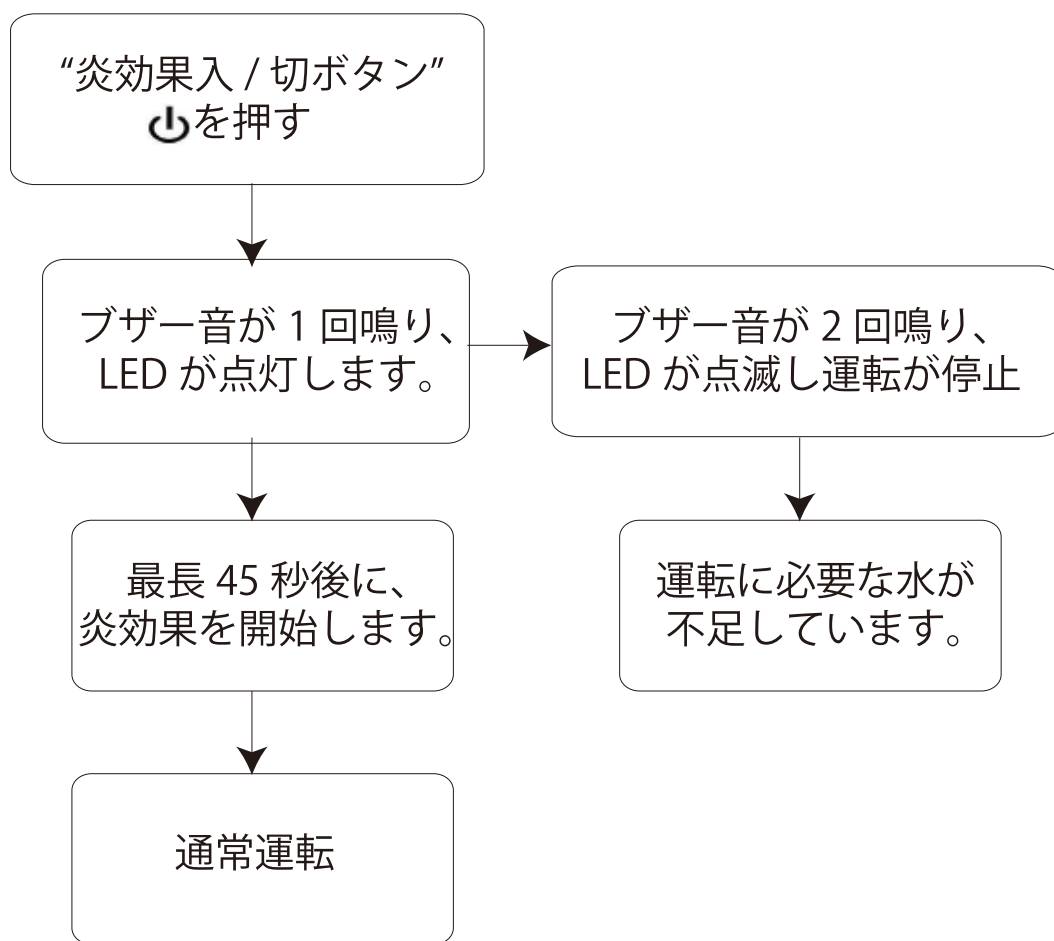 “炎効果入 / 切ボタン”
⏻を押す
ブザー音が 1 回鳴り、
LED が点灯します。
ブザー音が 2 回鳴り、
LED が点滅し運転が停止
最長 45 秒後に、
炎効果を開始します。
運転に必要な水が
不足しています。
通常運転